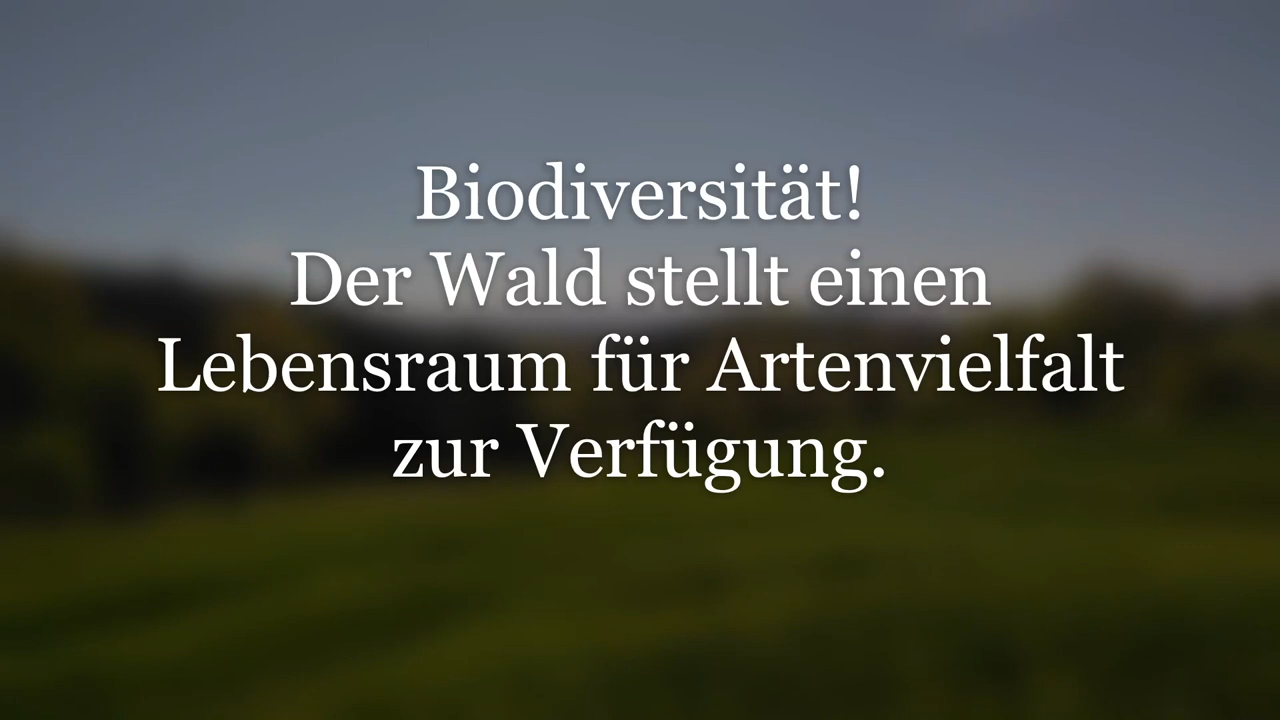 Biodiversität!
Der Wald stellt einen
Lebensraum für Artenvielfalt
zur Verfügung.